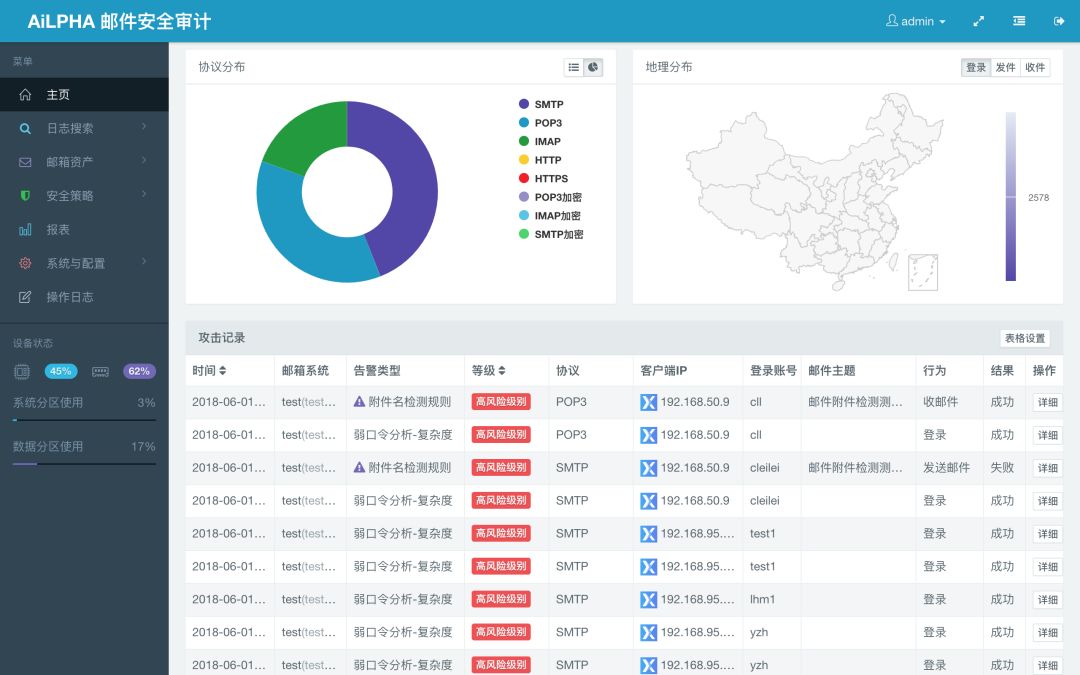 AiLPHA 邮件安全审计
admin
菜单
主页
日志搜索
邮箱资产
安全策略
报表
系统与配置
操作日志
设备状态
45% 62%
系统分区使用 3%
数据分区使用 17%
协议分布
SMTP
POP3
IMAP
HTTP
HTTPS
POP3加密
IMAP加密
SMTP加密
地理分布
登录 发件 收件
2578
攻击记录 表格设置
时间 邮箱系统 告警类型 等级 协议 客户端IP 登录账号 邮件主题 行为 结果 操作
2018-06-01... test(test... 附件名检测规则 高风险级别 POP3 192.168.50.9 cll 邮件附件检测测... 收邮件 成功 详细
2018-06-01... test(test... 弱口令分析-复杂度 高风险级别 POP3 192.168.50.9 cll 登录 成功 详细
2018-06-01... test(test... 附件名检测规则 高风险级别 SMTP 192.168.50.9 cleilei 邮件附件检测测... 发送邮件 失败 详细
2018-06-01... test(test... 弱口令分析-复杂度 高风险级别 SMTP 192.168.50.9 cleilei 登录 成功 详细
2018-06-01... test(test... 弱口令分析-复杂度 高风险级别 SMTP 192.168.95.... test1 登录 成功 详细
2018-06-01... test(test... 弱口令分析-复杂度 高风险级别 SMTP 192.168.95.... test1 登录 成功 详细
2018-06-01... test(test... 弱口令分析-复杂度 高风险级别 SMTP 192.168.95.... lhm1 登录 成功 详细
2018-06-01... test(test... 弱口令分析-复杂度 高风险级别 SMTP 192.168.95.... yzh 登录 成功 详细
2018-06-01... test(test... 弱口令分析-复杂度 高风险级别 SMTP 192.168.95.... yzh 登录 成功 详细